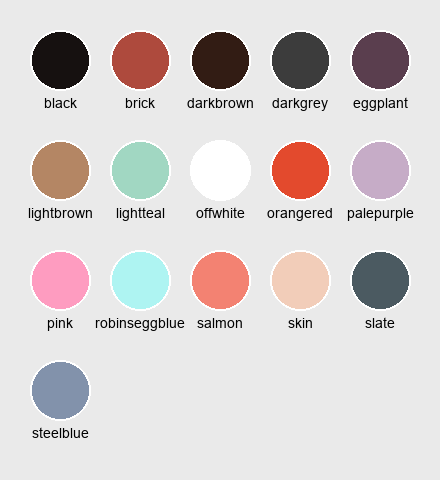 black brick darkbrown darkgrey eggplant
lightbrown lightteal offwhite orangered palepurple
pink robinseggblue salmon skin slate
steelblue